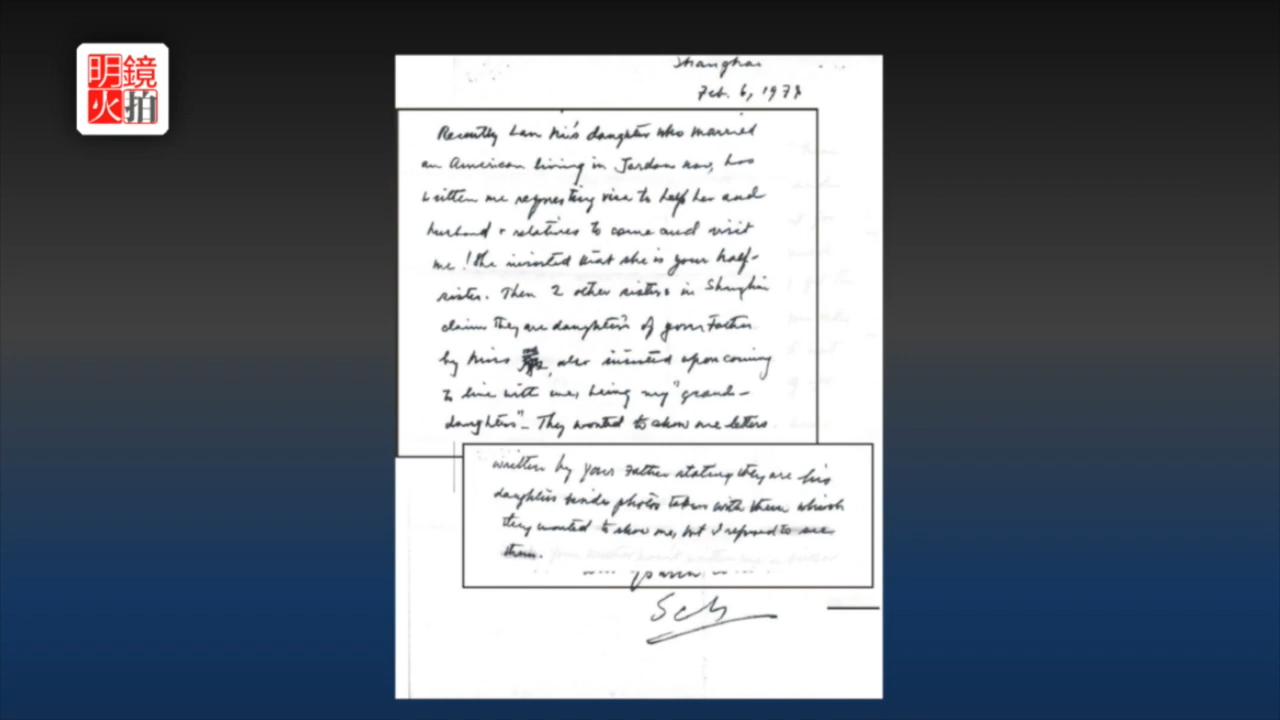 明鏡
火拍
Shanghai
Feb. 6, 1979
Recently Lan Ni's daughter who married
an American living in Jordan now, has
written me requesting visa to help her and
husband + relatives to come and visit
me! She insisted that she is your half-
sister. Then 2 other sisters in Shanghai
claim they are daughters of your Father
by Miss 嚴, also insisted upon coming
to live with me, being my "grand-
daughters". They wanted to show me letters
written by your Father stating they are his
daughters beside photos taken with them which
they wanted to show me, but I refused to see
them.